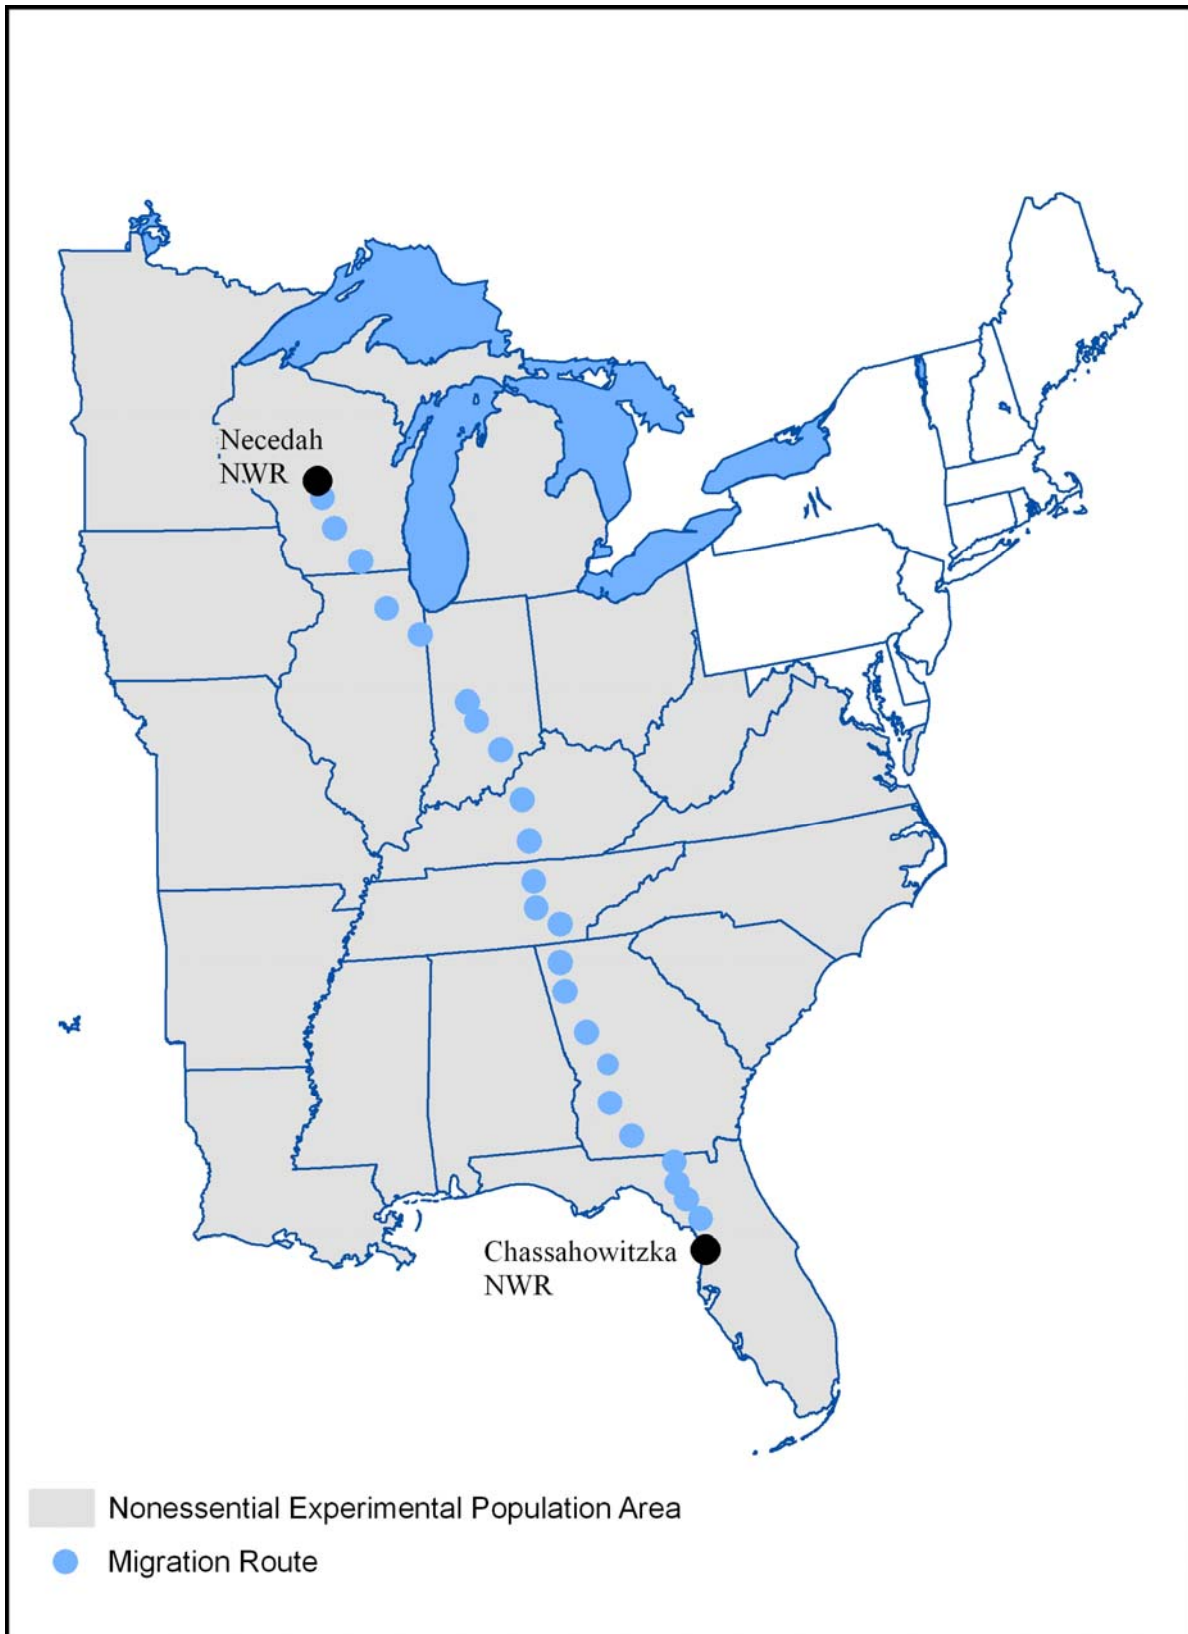 Necedah
NWR
Chassahowitzka
NWR
Nonessential Experimental Population Area
Migration Route